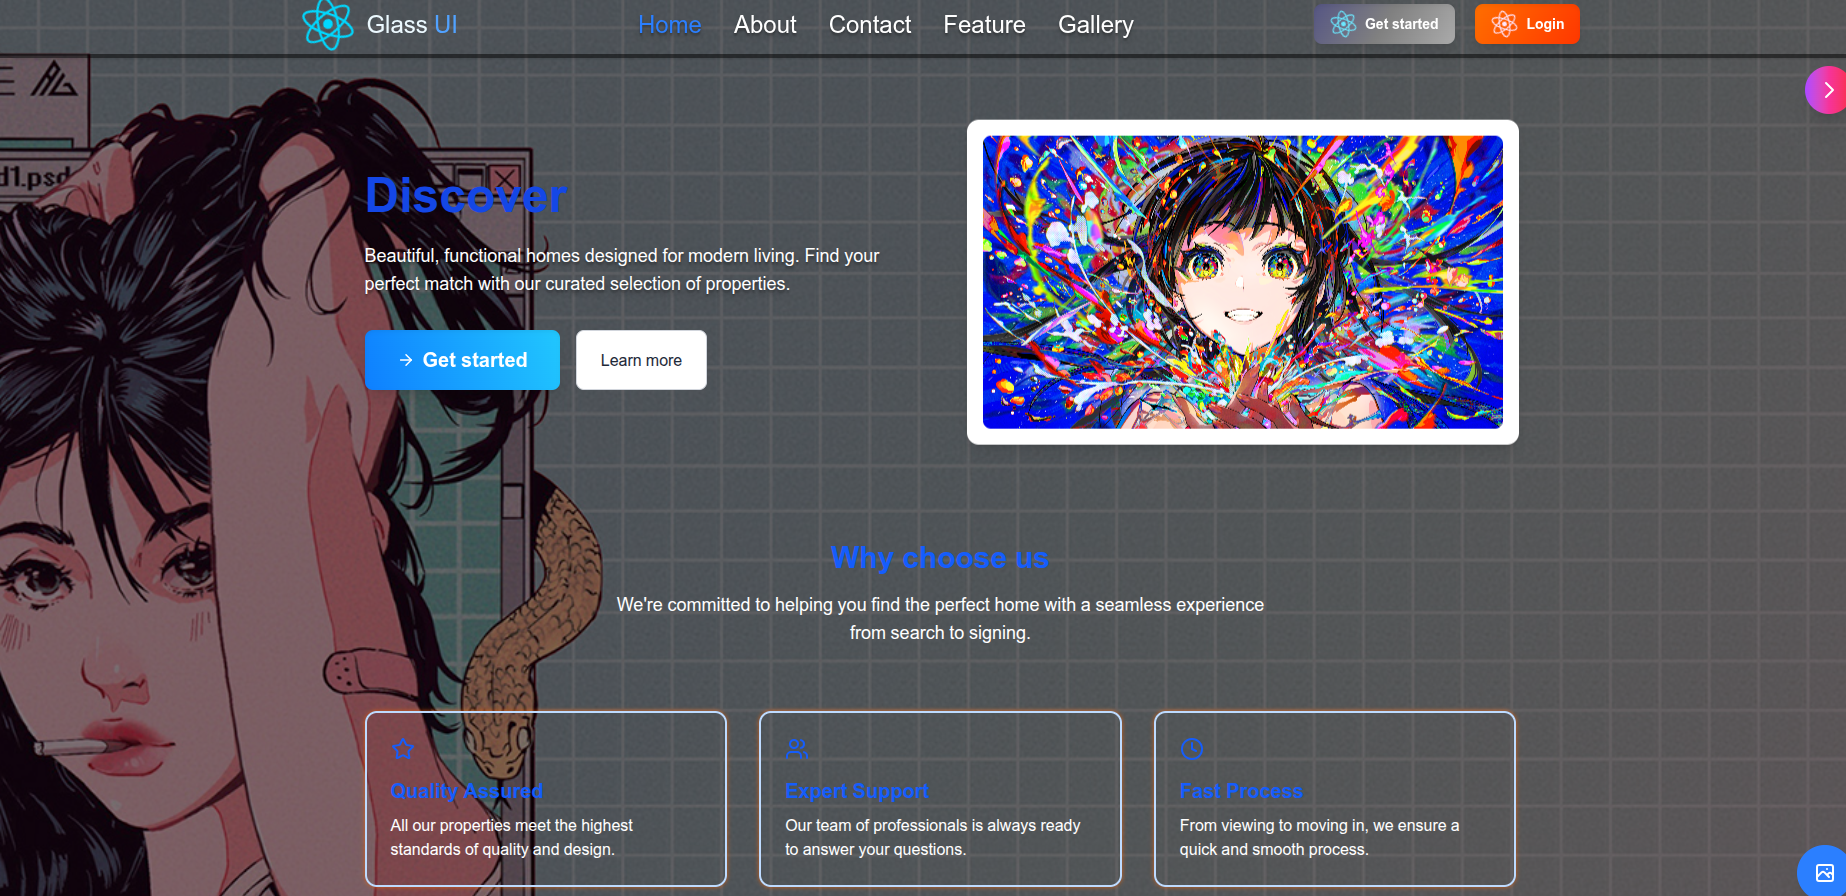 Glass UI
Home About Contact Feature Gallery
Get started
Login
d1.psd
Discover
Beautiful, functional homes designed for modern living. Find your
perfect match with our curated selection of properties.
Get started
Learn more
Why choose us
We're committed to helping you find the perfect home with a seamless experience
from search to signing.
Quality Assured
All our properties meet the highest
standards of quality and design.
Expert Support
Our team of professionals is always ready
to answer your questions.
Fast Process
From viewing to moving in, we ensure a
quick and smooth process.